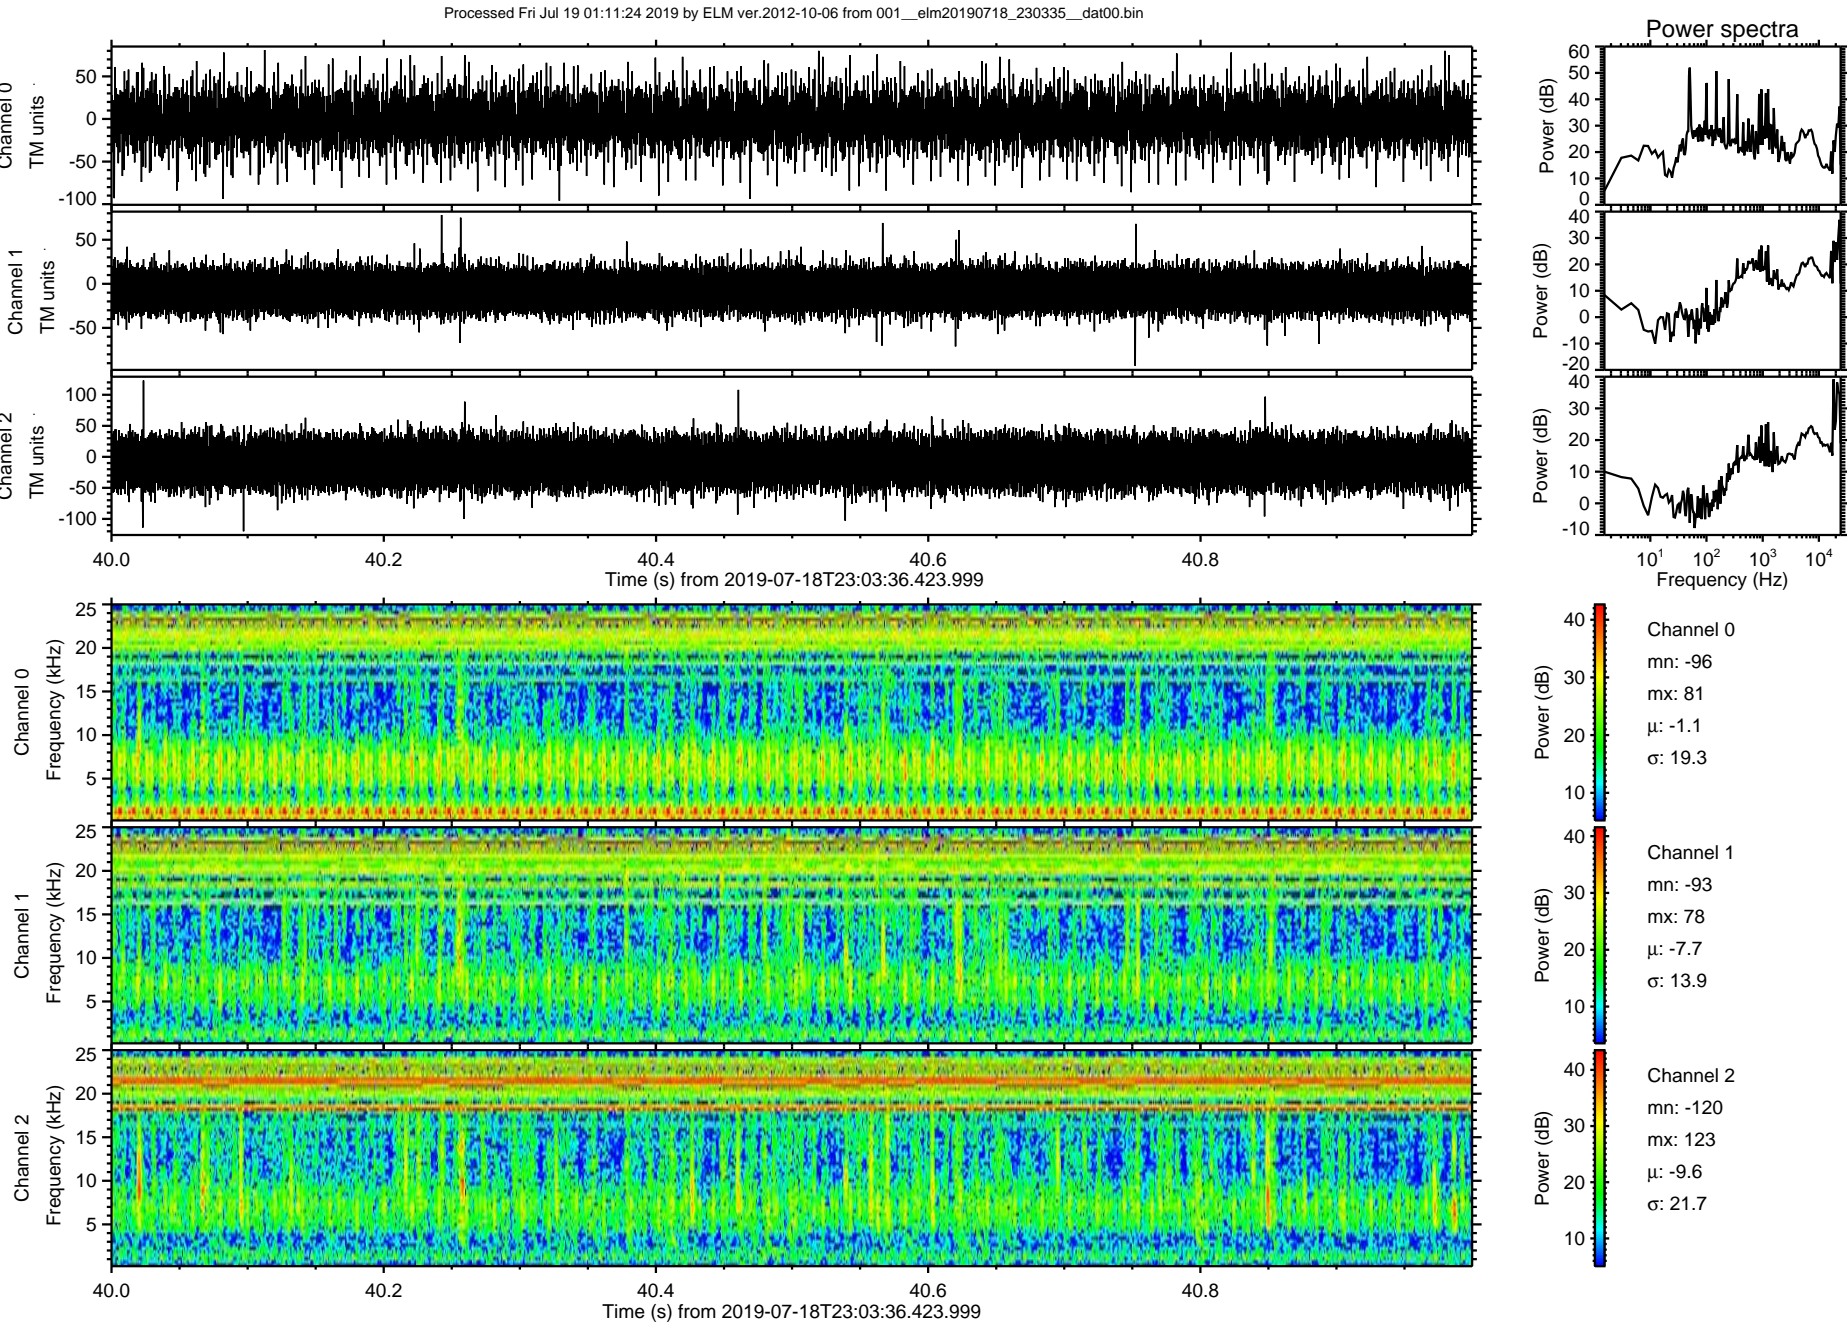 Processed Fri Jul 19 01:11:24 2019 by ELM ver.2012-10-06 from 001__elm20190718_230335__dat00.bin
Power spectra
Channel 0
TM units
50
0
-50
-100
Power (dB)
60
50
40
30
20
10
0
Channel 1
TM units
50
0
-50
Power (dB)
40
30
20
10
0
-10
-20
Channel 2
TM units
100
50
0
-50
-100
Power (dB)
40
30
20
10
0
-10
40.0 40.2 40.4 40.6 40.8
Time (s) from 2019-07-18T23:03:36.423.999
10¹ 10² 10³ 10⁴
Frequency (Hz)
Channel 0
Frequency (kHz)
25
20
15
10
5
Power (dB)
40
30
20
10
Channel 0
mn: -96
mx: 81
μ: -1.1
σ: 19.3
Channel 1
Frequency (kHz)
25
20
15
10
5
Power (dB)
40
30
20
10
Channel 1
mn: -93
mx: 78
μ: -7.7
σ: 13.9
Channel 2
Frequency (kHz)
25
20
15
10
5
Power (dB)
40
30
20
10
Channel 2
mn: -120
mx: 123
μ: -9.6
σ: 21.7
40.0 40.2 40.4 40.6 40.8
Time (s) from 2019-07-18T23:03:36.423.999